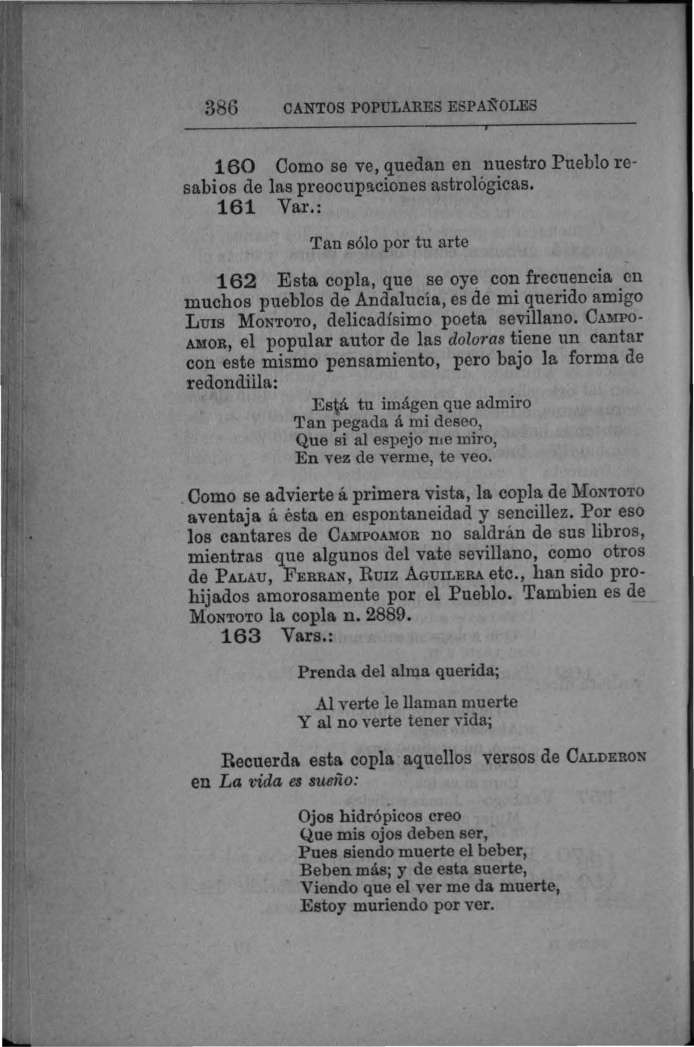 386 CANTOS POPULARES ESPAÑOLES
160 Como se ve, quedan en nuestro Pueblo re-
sabios de las preocupaciones astrológicas.
161 Var.:
Tan sólo por tu arte
162 Esta copla, que se oye con frecuencia en
muchos pueblos de Andalucía, es de mi querido amigo
LUIS MONTOTO, delicadísimo poeta sevillano. CAMPO-
AMOR, el popular autor de las doloras tiene un cantar
con este mismo pensamiento, pero bajo la forma de
redondilla:
Está tu imágen que admiro
Tan pegada á mi deseo,
Que si al espejo me miro,
En vez de verme, te veo.
Como se advierte á primera vista, la copla de MONTOTO
aventaja á ésta en espontaneidad y sencillez. Por eso
los cantares de CAMPOAMOR no saldrán de sus libros,
mientras que algunos del vate sevillano, como otros
de PALAU, FERRAN, RUIZ AGUILERA etc., han sido pro-
hijados amorosamente por el Pueblo. Tambien es de
MONTOTO la copla n. 2889.
163 Vars.:
Prenda del alma querida;
Al verte le llaman muerte
Y al no verte tener vida;
Recuerda esta copla aquellos versos de CALDERON
en La vida es sueño:
Ojos hidrópicos creo
Que mis ojos deben ser,
Pues siendo muerte el beber,
Beben más; y de esta suerte,
Viendo que el ver me da muerte,
Estoy muriendo por ver.